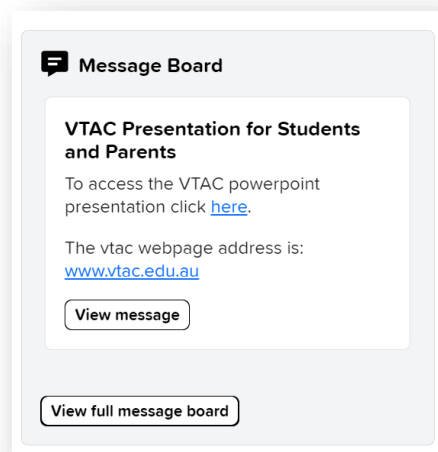 Message Board
VTAC Presentation for Students
and Parents
To access the VTAC powerpoint
presentation click here.
The vtac webpage address is:
www.vtac.edu.au
View message
View full message board